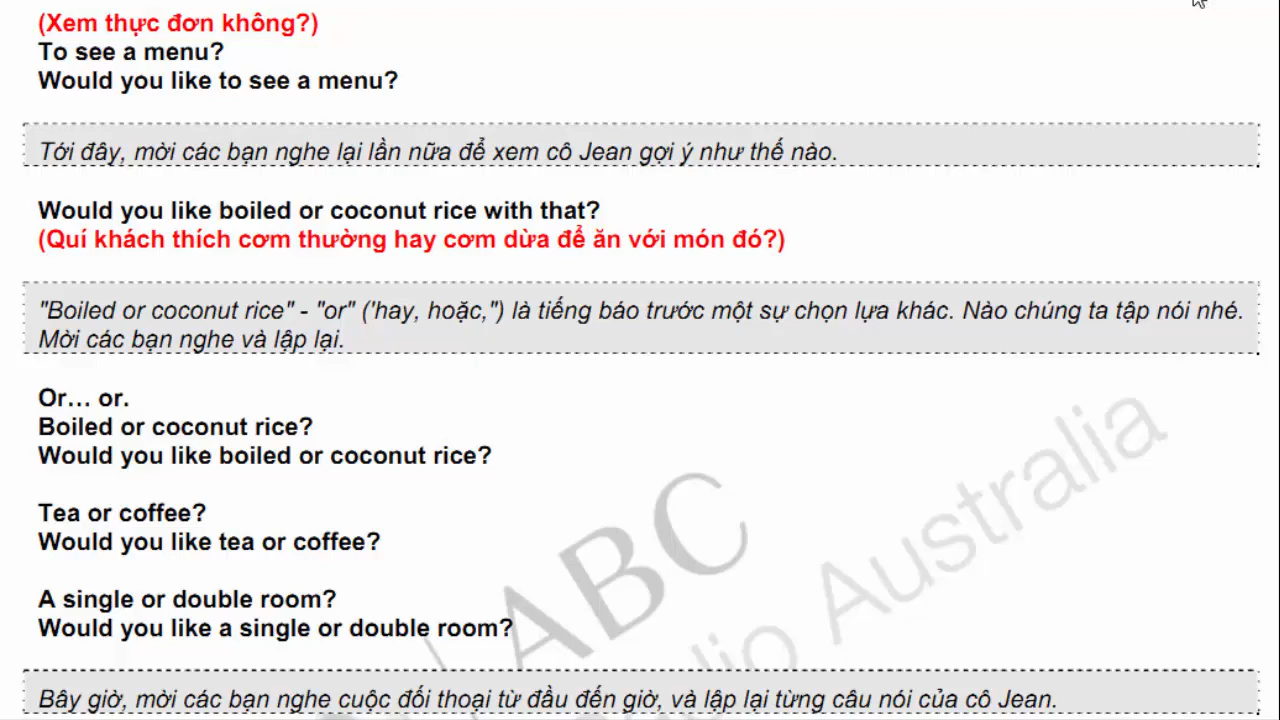 (Xem thực đơn không?)
To see a menu?
Would you like to see a menu?
Tới đây, mời các bạn nghe lại lần nữa để xem cô Jean gợi ý như thế nào.
Would you like boiled or coconut rice with that?
(Quí khách thích cơm thường hay cơm dừa để ăn với món đó?)
"Boiled or coconut rice" - "or" ('hay, hoặc,") là tiếng báo trước một sự chọn lựa khác. Nào chúng ta tập nói nhé.
Mời các bạn nghe và lập lại.
Or... or.
Boiled or coconut rice?
Would you like boiled or coconut rice?
Tea or coffee?
Would you like tea or coffee?
A single or double room?
Would you like a single or double room?
Bây giờ, mời các bạn nghe cuộc đối thoại từ đầu đến giờ, và lập lại từng câu nói của cô Jean.
ABC
Australia